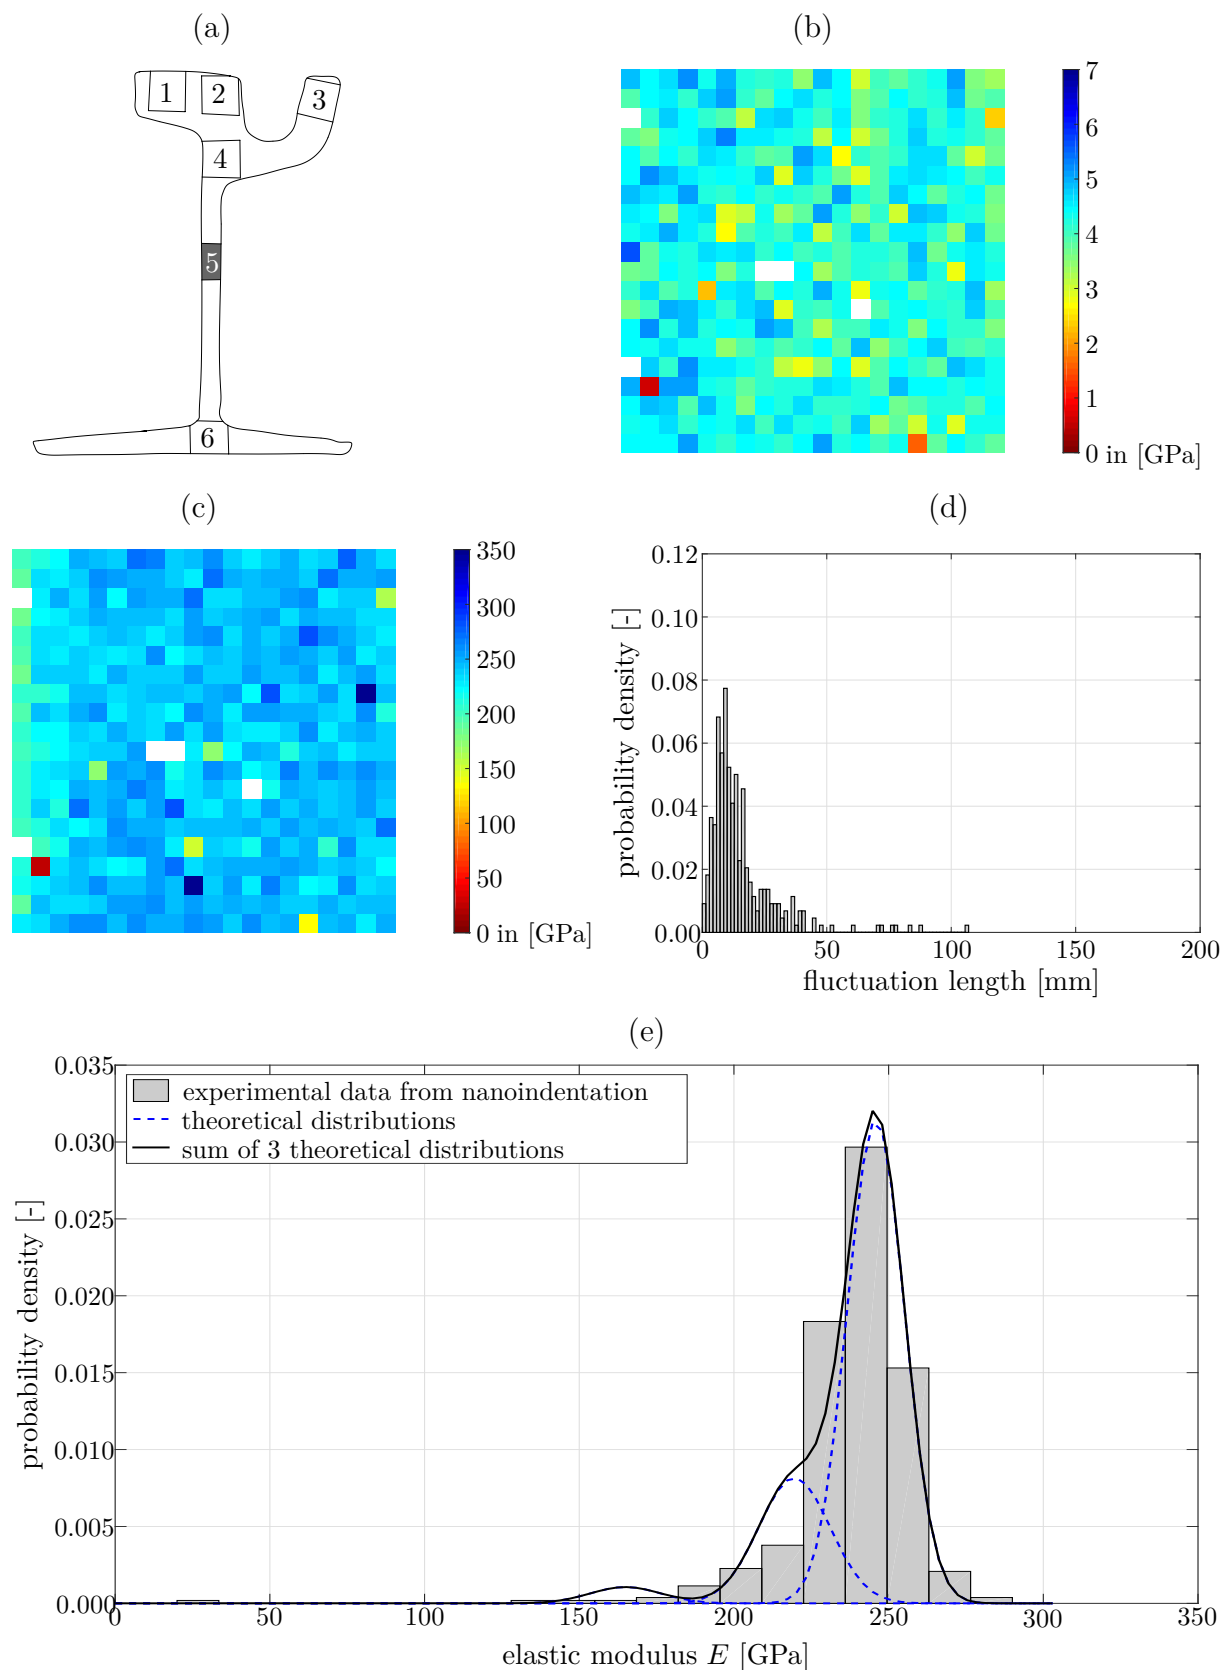 (a)
1 2 3
4
5
6
(b)
7
6
5
4
3
2
1
0 in [GPa]
(c)
350
300
250
200
150
100
50
0 in [GPa]
(d)
probability density [-]
0.12
0.10
0.08
0.06
0.04
0.02
0.00
0 50 100 150 200
fluctuation length [mm]
(e)
probability density [-]
0.035
0.030
0.025
0.020
0.015
0.010
0.005
0.000
experimental data from nanoindentation
theoretical distributions
sum of 3 theoretical distributions
0 50 100 150 200 250 300 350
elastic modulus E [GPa]